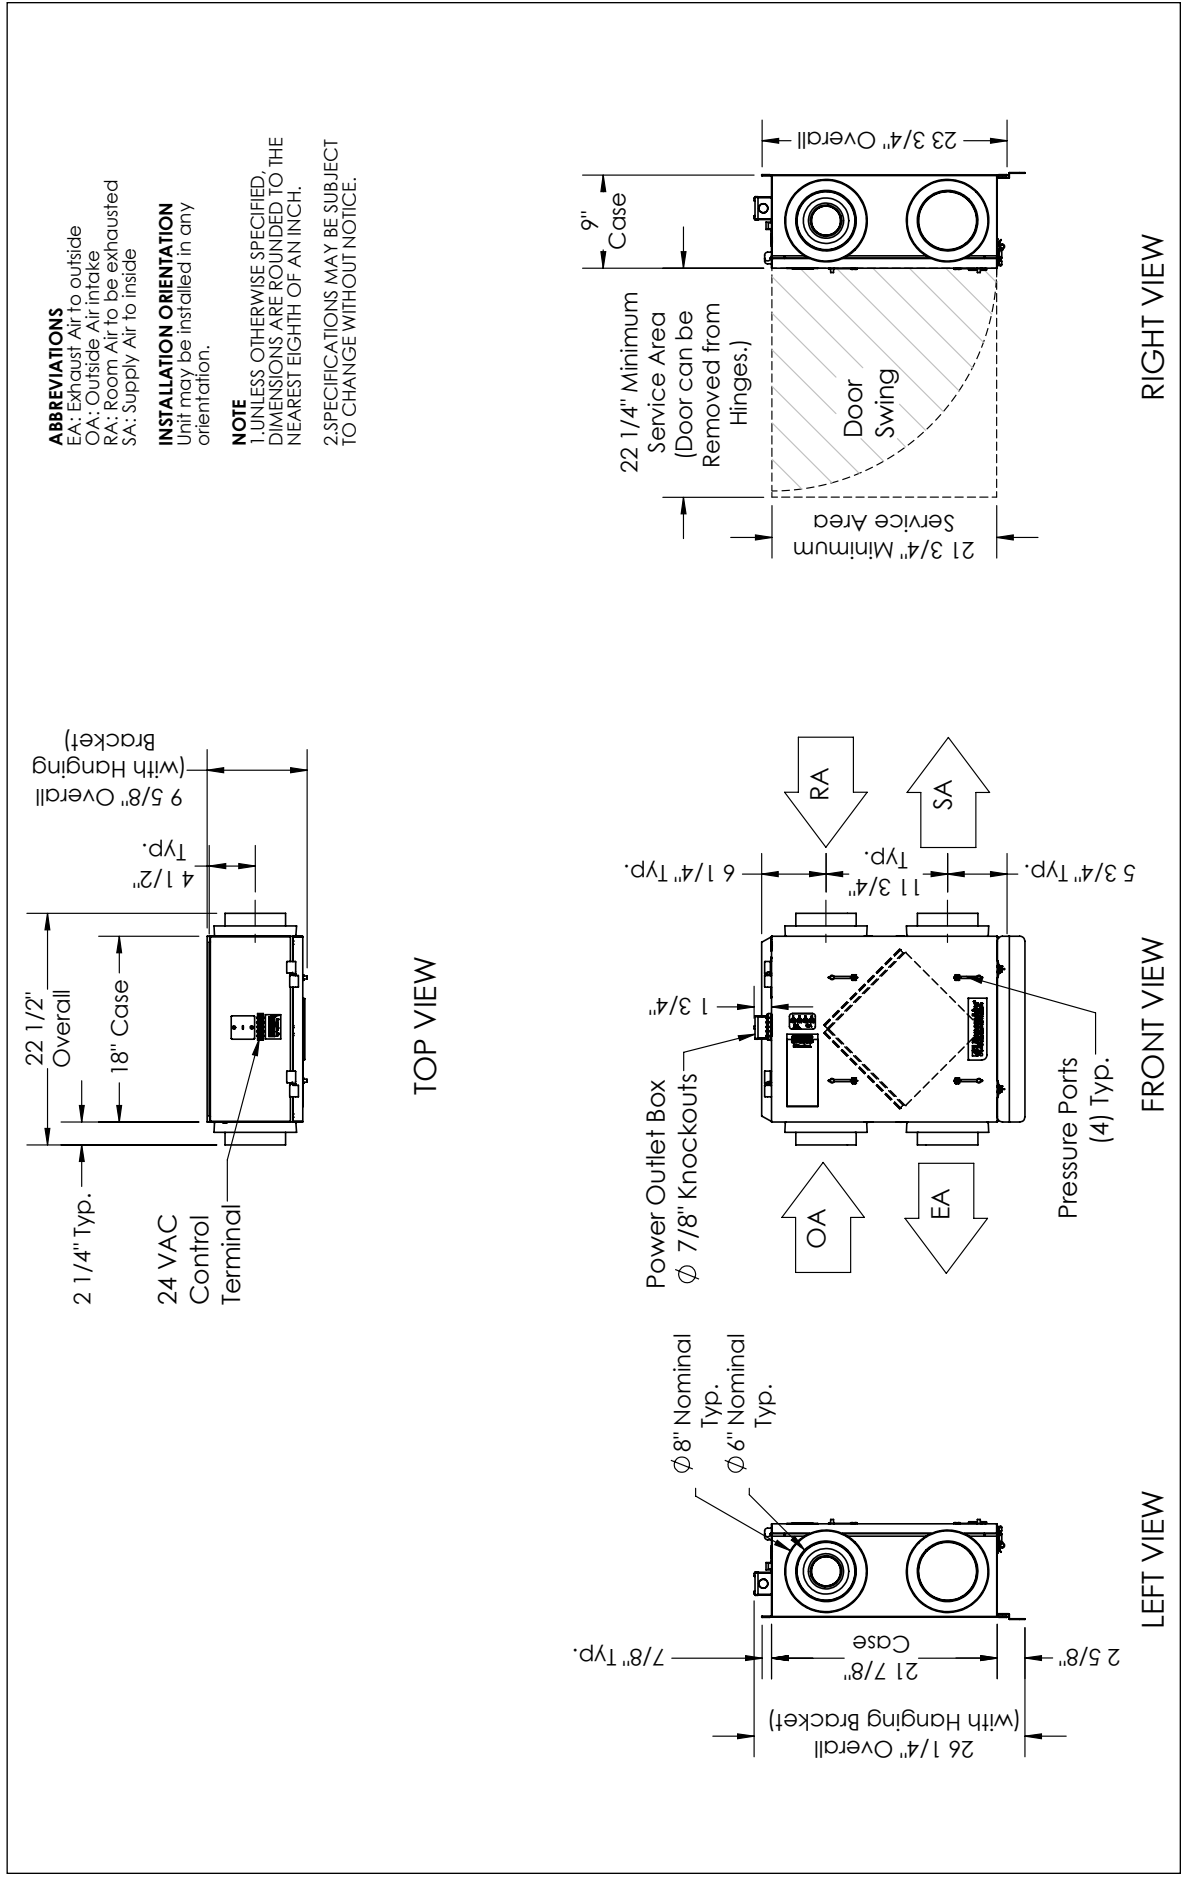 ABBREVIATIONS
EA: Exhaust Air to outside
OA: Outside Air intake
RA: Room Air to be exhausted
SA: Supply Air to inside
INSTALLATION ORIENTATION
Unit may be installed in any
orientation.
NOTE
1.UNLESS OTHERWISE SPECIFIED,
DIMENSIONS ARE ROUNDED TO THE
NEAREST EIGHTH OF AN INCH.
2.SPECIFICATIONS MAY BE SUBJECT
TO CHANGE WITHOUT NOTICE.
2 1/4" Typ.
22 1/2"
Overall
18" Case
4 1/2"
Typ.
9 5/8" Overall
(with Hanging
Bracket)
24 VAC
Control
Terminal
TOP VIEW
Ø8" Nominal
Typ.
Ø6" Nominal
Typ.
7/8" Typ.
21 7/8"
Case
2 5/8"
26 1/4" Overall
(with Hanging Bracket)
LEFT VIEW
Power Outlet Box
Ø 7/8" Knockouts
1 3/4"
6 1/4" Typ.
11 3/4"
Typ.
5 3/4" Typ.
OA
EA
RA
SA
Pressure Ports
(4) Typ.
FRONT VIEW
22 1/4" Minimum
Service Area
(Door can be
Removed from
Hinges.)
9"
Case
23 3/4" Overall
Door
Swing
21 3/4" Minimum
Service Area
RIGHT VIEW